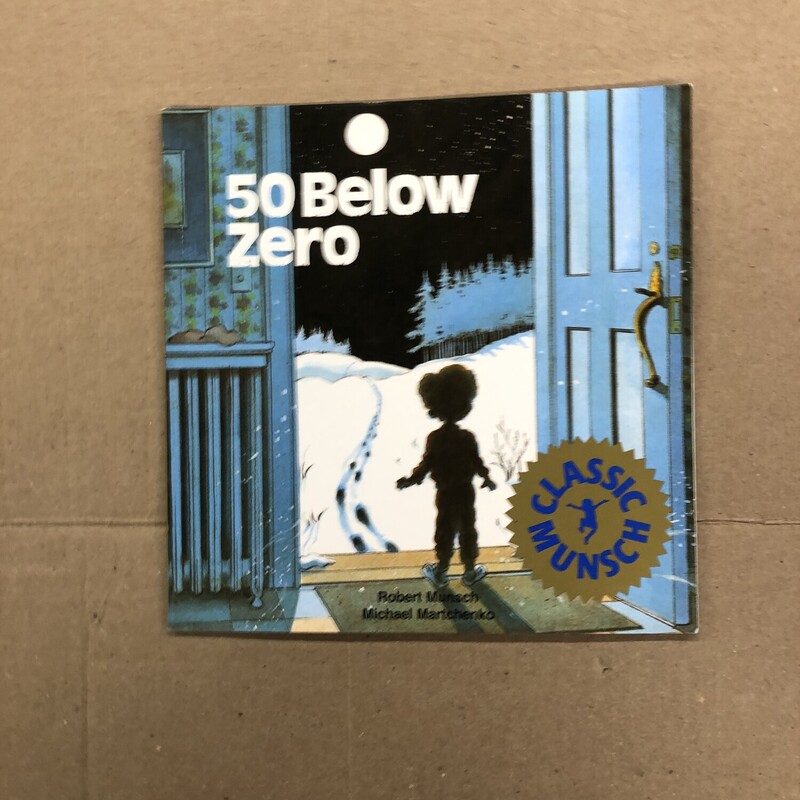 50 Below
Zero
CLASSIC
MUNSCH
Robert Munsch
Michael Martchenko